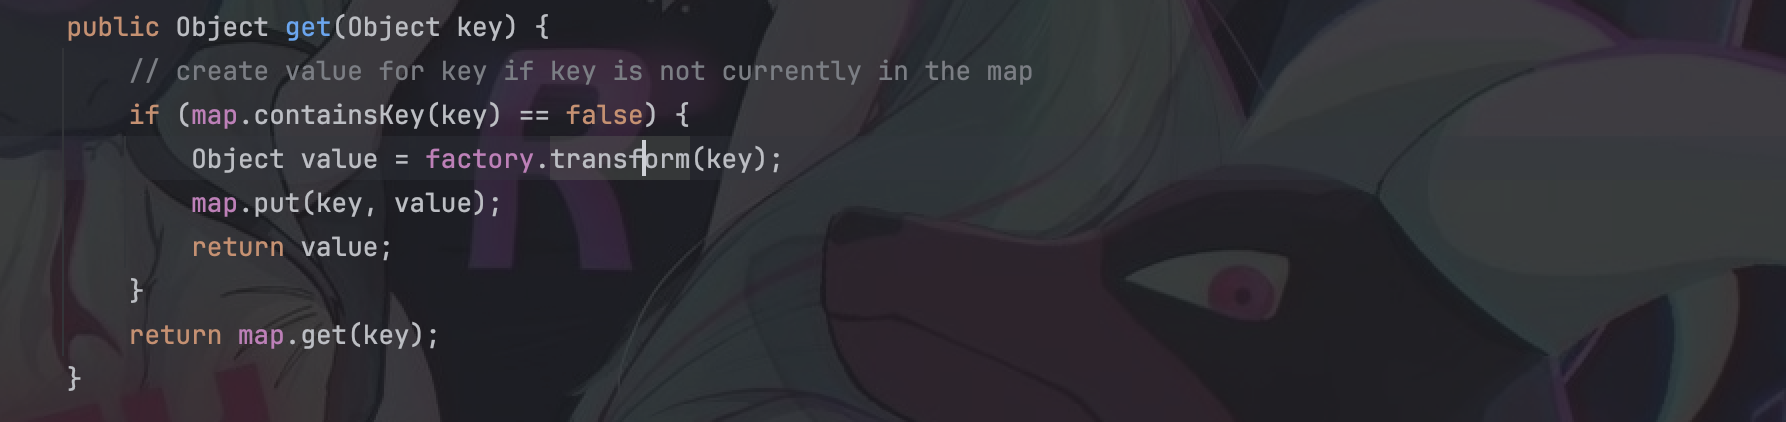 public Object get(Object key) {
    // create value for key if key is not currently in the map
    if (map.containsKey(key) == false) {
        Object value = factory.transform(key);
        map.put(key, value);
        return value;
    }
    return map.get(key);
}